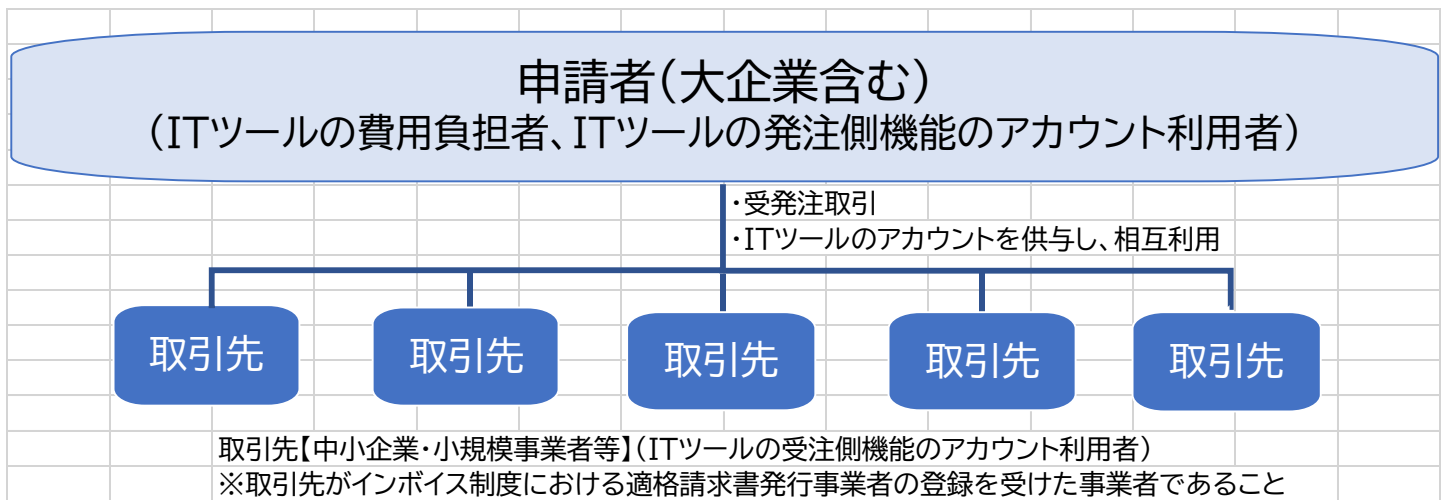 申請者(大企業含む)
(ITツールの費用負担者、ITツールの発注側機能のアカウント利用者)
・受発注取引
・ITツールのアカウントを供与し、相互利用
取引先
取引先
取引先
取引先
取引先
取引先【中小企業・小規模事業者等】(ITツールの受注側機能のアカウント利用者)
※取引先がインボイス制度における適格請求書発行事業者の登録を受けた事業者であること